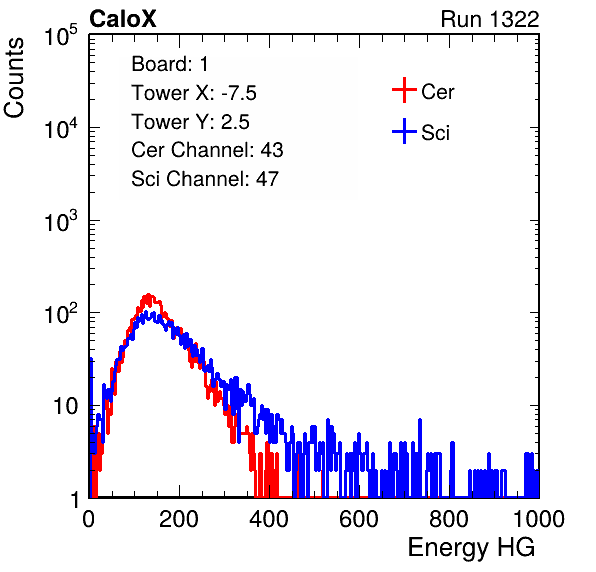 CaloX Run 1322
Counts
Board: 1
Tower X: -7.5
Tower Y: 2.5
Cer Channel: 43
Sci Channel: 47
Cer
Sci
10^5
10^4
10^3
10^2
10
1
0 200 400 600 800 1000
Energy HG